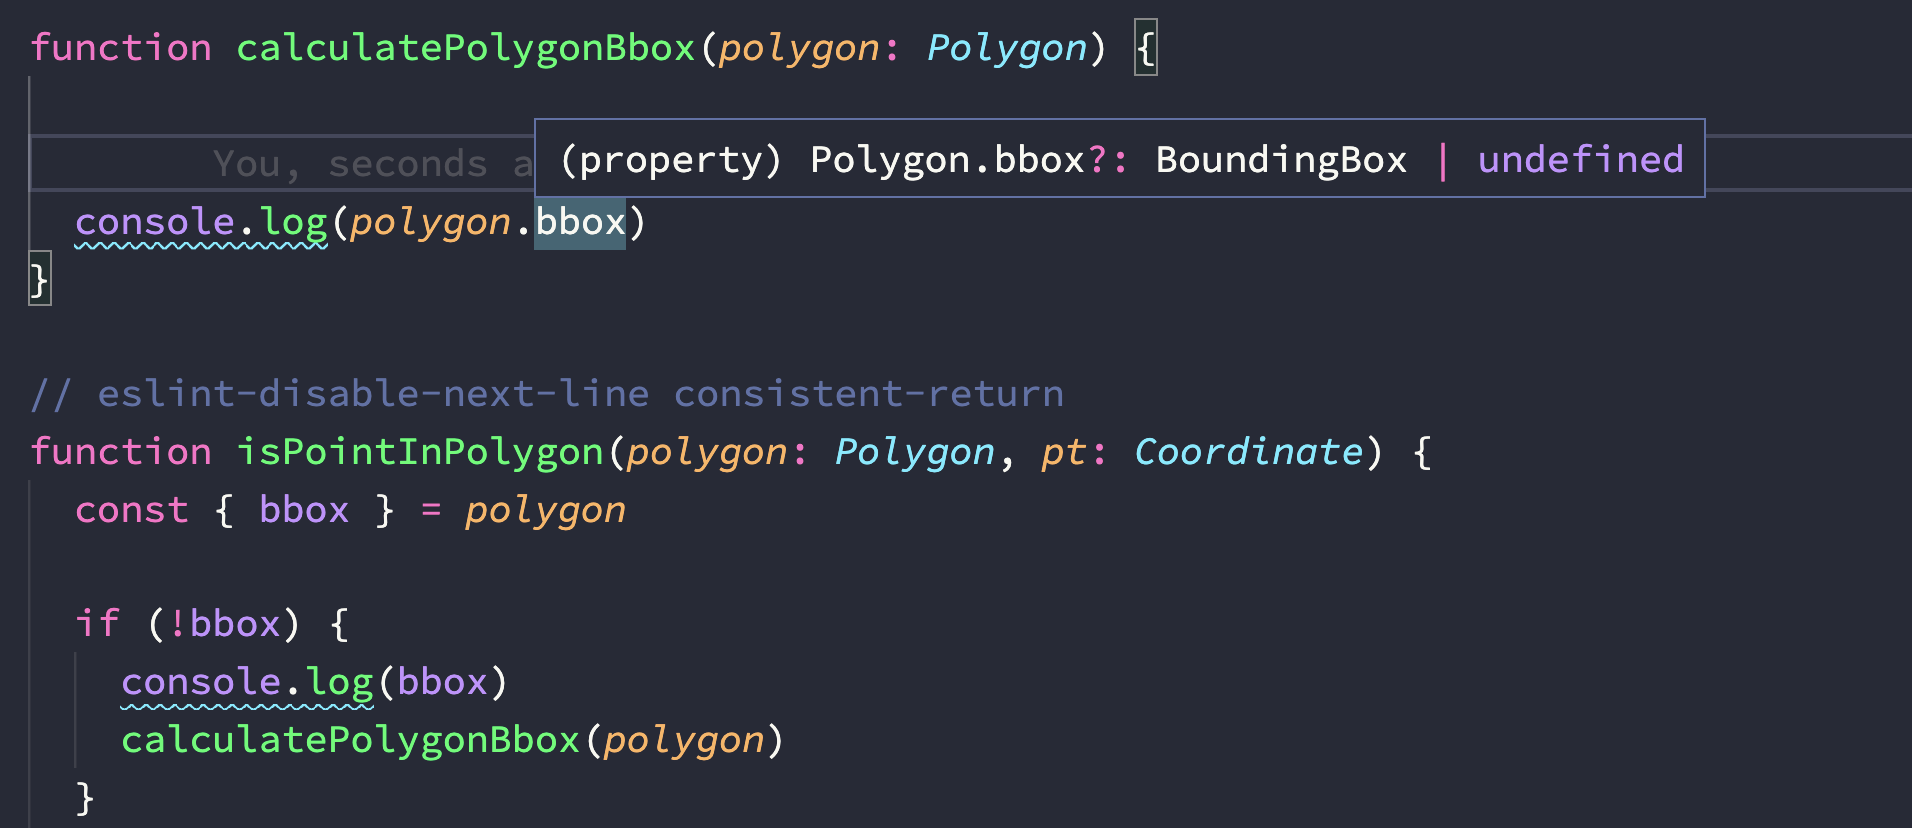 function calculatePolygonBbox(polygon: Polygon) {
You, seconds a
(property) Polygon.bbox?: BoundingBox | undefined
console.log(polygon.bbox)
}
// eslint-disable-next-line consistent-return
function isPointInPolygon(polygon: Polygon, pt: Coordinate) {
const { bbox } = polygon
if (!bbox) {
console.log(bbox)
calculatePolygonBbox(polygon)
}